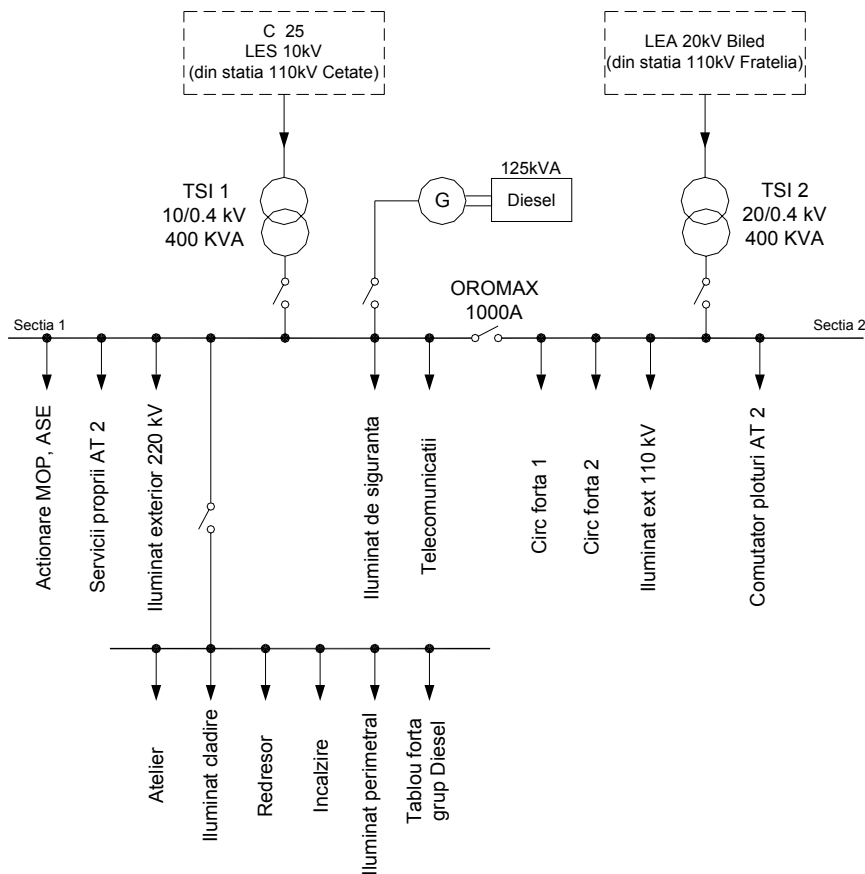 C 25
LES 10kV
(din statia 110kV Cetate)
LEA 20kV Biled
(din statia 110kV Fratelia)
TSI 1
10/0.4 kV
400 KVA
125kVA
G
Diesel
TSI 2
20/0.4 kV
400 KVA
OROMAX
1000A
Sectia 1
Sectia 2
Actionare MOP, ASE
Servicii proprii AT 2
Iluminat exterior 220 kV
Iluminat de siguranta
Telecomunicatii
Circ forta 1
Circ forta 2
Iluminat ext 110 kV
Comutator ploturi AT 2
Atelier
Iluminat cladire
Redresor
Incalzire
Iluminat perimetral
Tablou forta
grup Diesel